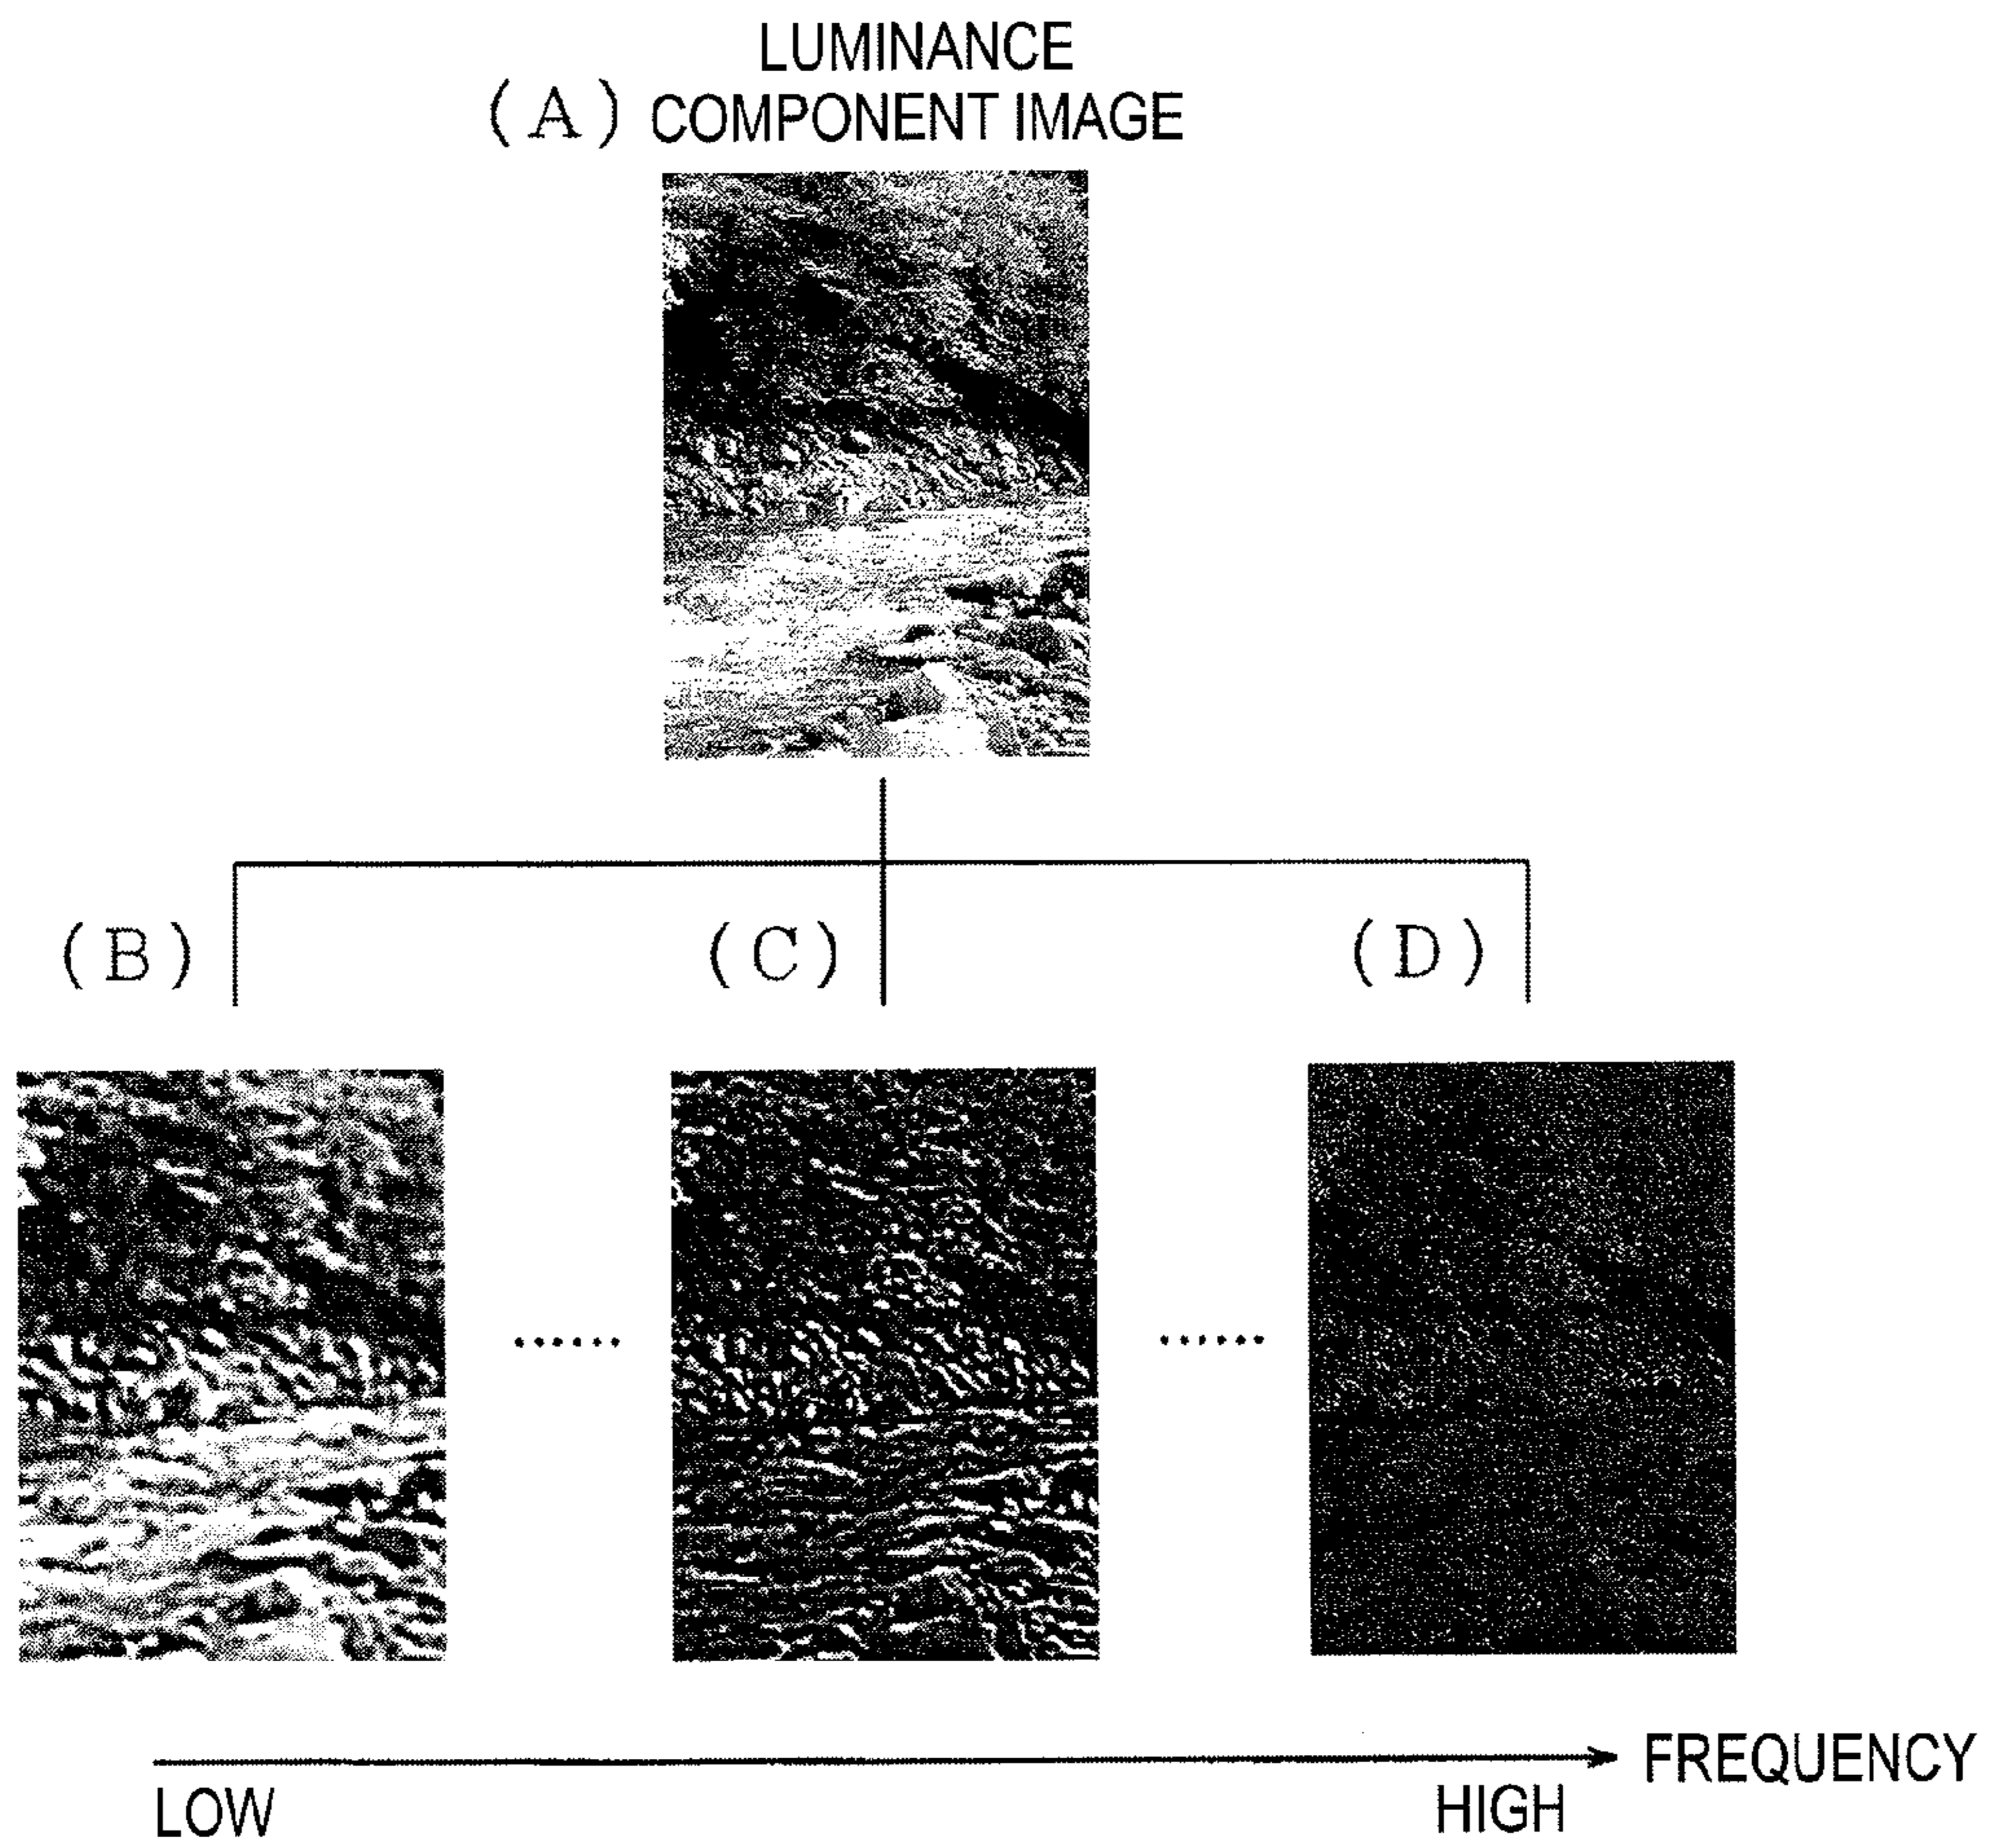 LUMINANCE
(A) COMPONENT IMAGE
(B) (C) (D)
FREQUENCY
LOW HIGH